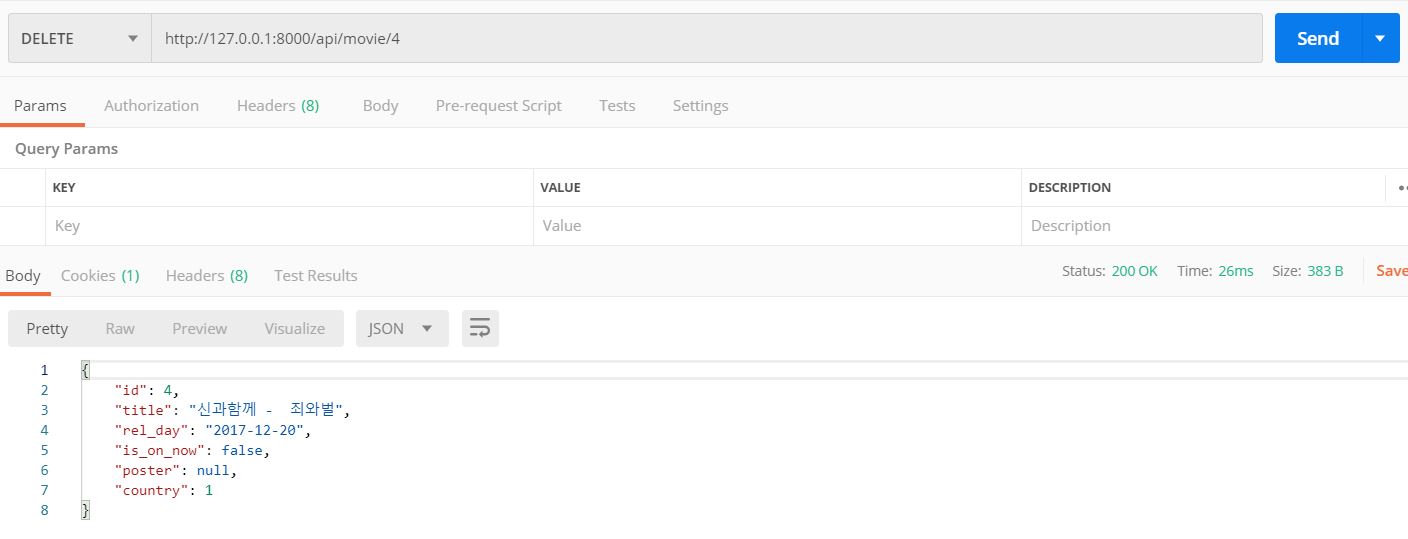 DELETE http://127.0.0.1:8000/api/movie/4 Send
Params Authorization Headers (8) Body Pre-request Script Tests Settings
Query Params
KEY VALUE DESCRIPTION
Key Value Description
Body Cookies (1) Headers (8) Test Results Status: 200 OK Time: 26ms Size: 383 B Save
Pretty Raw Preview Visualize JSON
1 {
2 "id": 4,
3 "title": "신과함께 -  죄와벌",
4 "rel_day": "2017-12-20",
5 "is_on_now": false,
6 "poster": null,
7 "country": 1
8 }